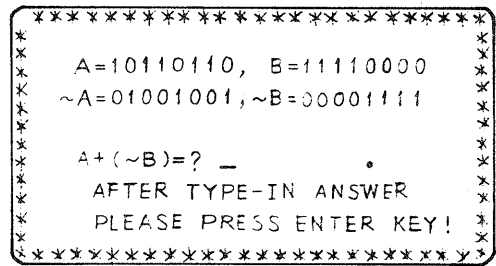 A=10110110, B=11110000
~A=01001001,~B=00001111
A+(~B)=? _ .
AFTER TYPE-IN ANSWER
PLEASE PRESS ENTER KEY!